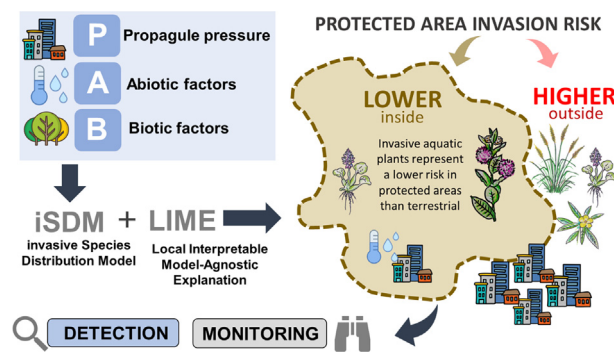 PROTECTED AREA INVASION RISK
P Propagule pressure
A Abiotic factors
B Biotic factors
iSDM + LIME
invasive Species
Distribution Model
Local Interpretable
Model-Agnostic
Explanation
LOWER
inside
Invasive aquatic
plants represent
a lower risk in
protected areas
than terrestrial
HIGHER
outside
DETECTION
MONITORING